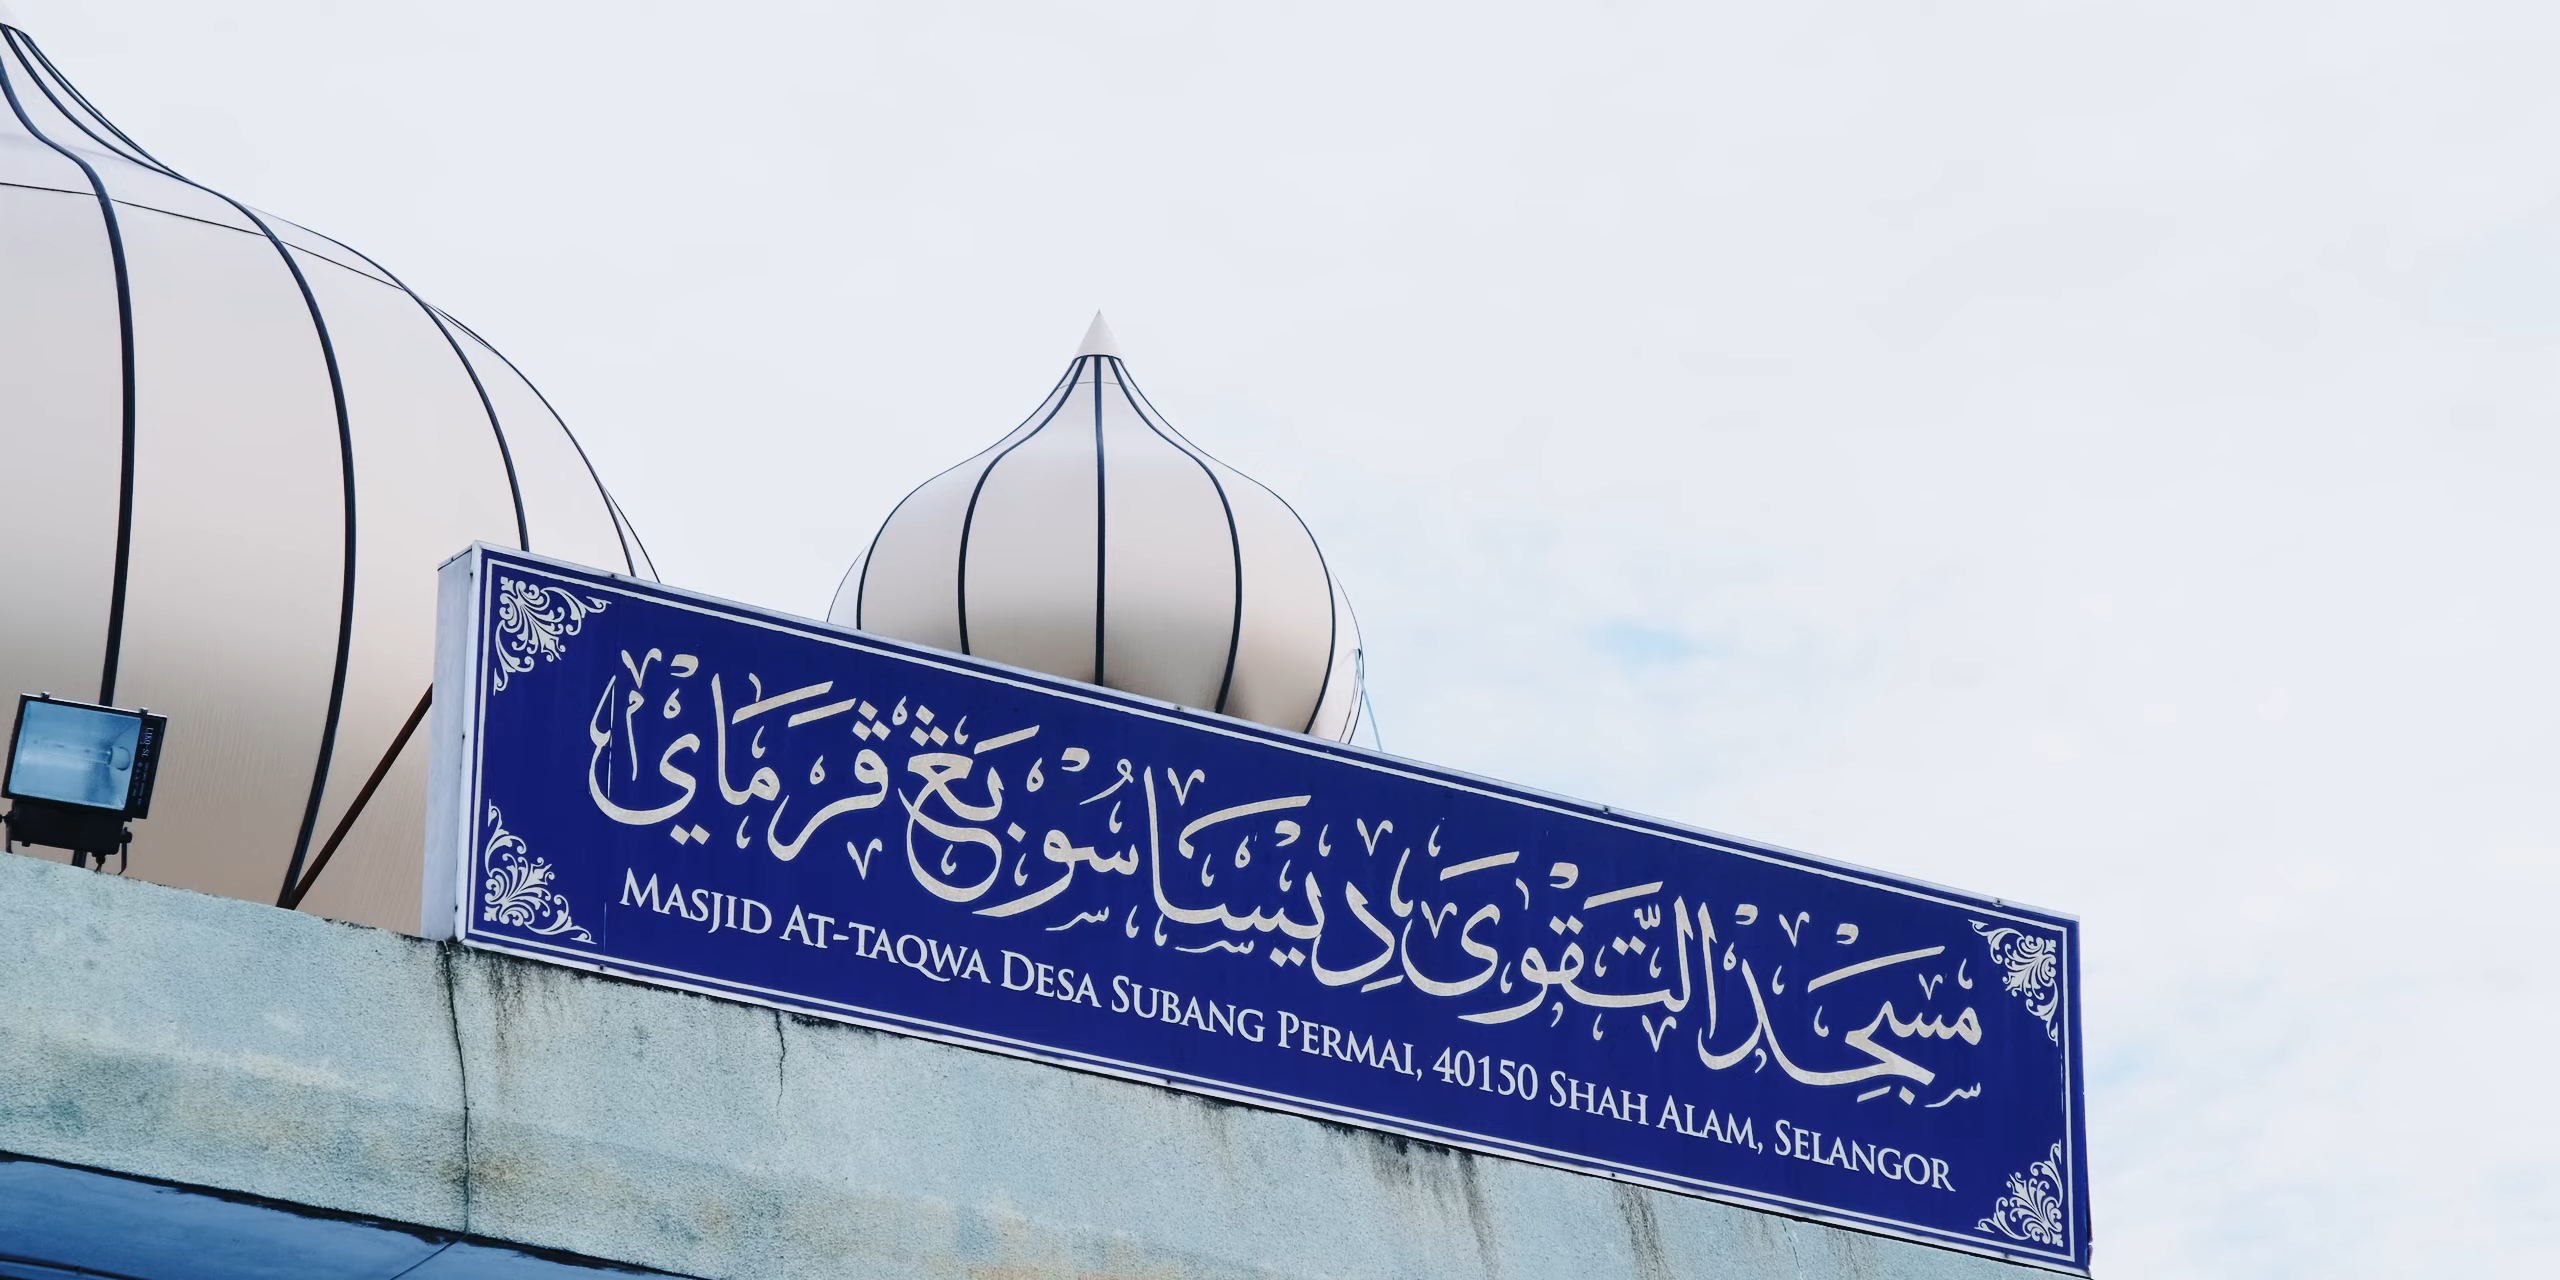 مسجد التقوى ديسا سوبڠ ڤرماي
MASJID AT-TAQWA DESA SUBANG PERMAI, 40150 SHAH ALAM, SELANGOR